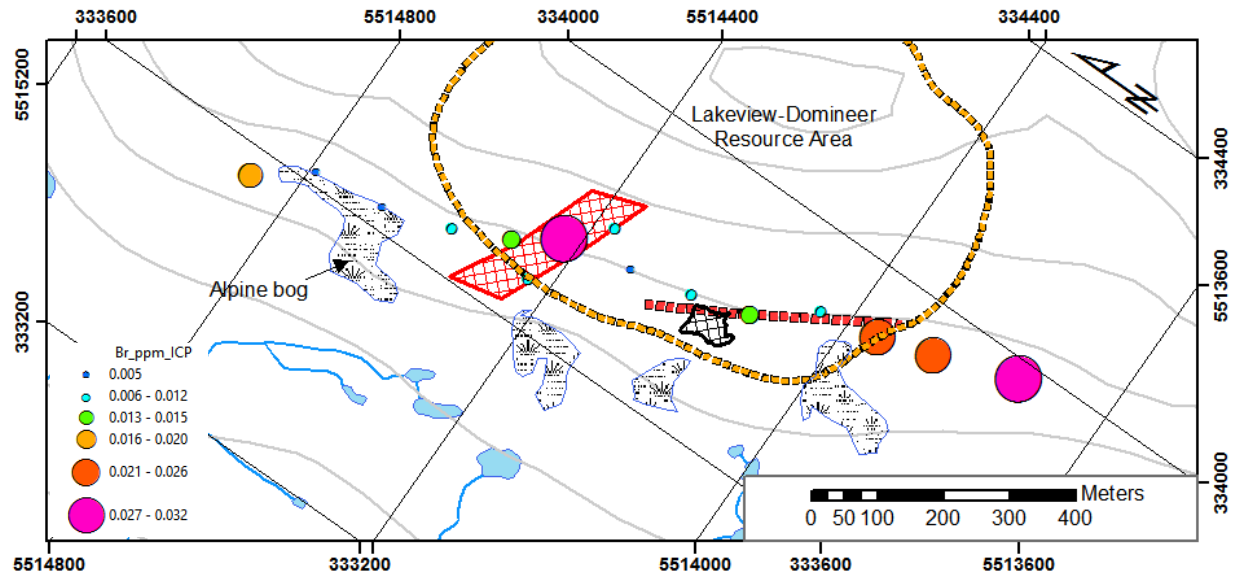 333600
5514800
334000
5514400
334400
5515200
Lakeview-Domineer
Resource Area
N
334400
Alpine bog
5513600
333200
Br_ppm_ICP
0.005
0.006 - 0.012
0.013 - 0.015
0.016 - 0.020
0.021 - 0.026
0.027 - 0.032
Meters
0 50 100 200 300 400
334000
5514800
333200
5514000
333600
5513600